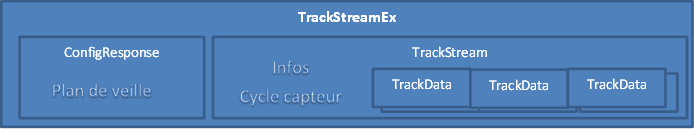 TrackStreamEx
ConfigResponse
Plan de veille
TrackStream
Infos
Cycle capteur
TrackData
TrackData
TrackData